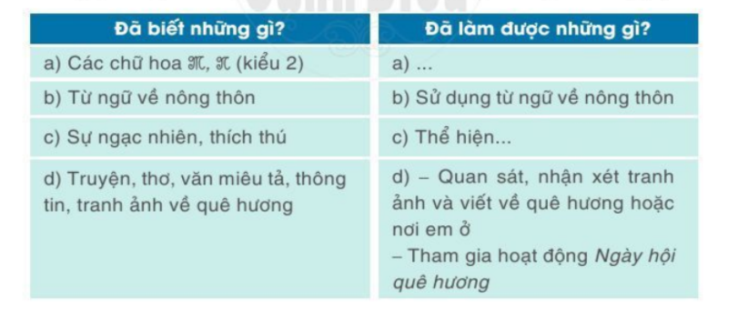 Đã biết những gì?
Đã làm được những gì?
a) Các chữ hoa M, N (kiểu 2)
a) ...
b) Từ ngữ về nông thôn
b) Sử dụng từ ngữ về nông thôn
c) Sự ngạc nhiên, thích thú
c) Thể hiện...
d) Truyện, thơ, văn miêu tả, thông
tin, tranh ảnh về quê hương
d) – Quan sát, nhận xét tranh
ảnh và viết về quê hương hoặc
nơi em ở
– Tham gia hoạt động Ngày hội
quê hương